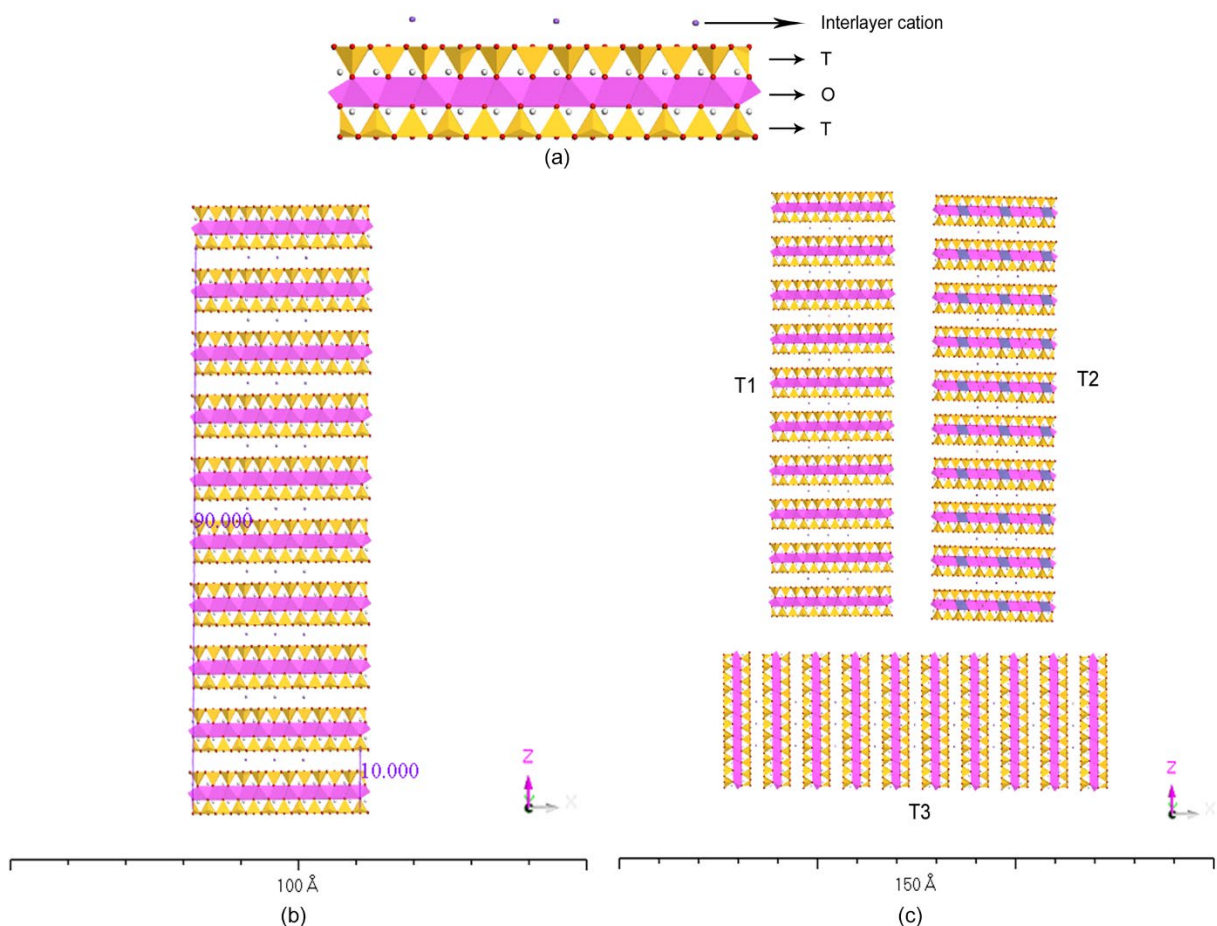 Interlayer cation
T
O
T
(a)
T1
T2
90.000
10.000
Z
X
T3
Z
X
100 Å
150 Å
(b)
(c)